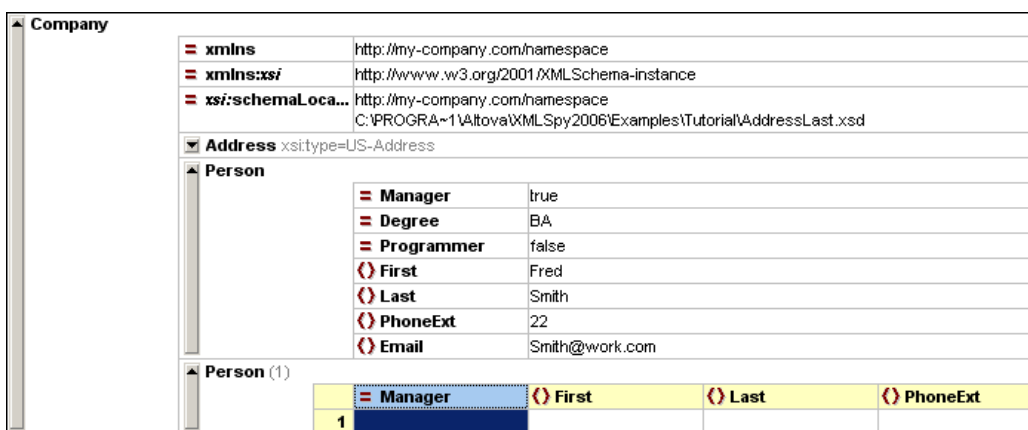 Company
= xmlns http://my-company.com/namespace
= xmlns:xsi http://www.w3.org/2001/XMLSchema-instance
= xsi:schemaLoca... http://my-company.com/namespace
C:\PROGRA~1\Altova\XMLSpy2006\Examples\Tutorial\AddressLast.xsd
Address xsi:type=US-Address
Person
= Manager true
= Degree BA
= Programmer false
() First Fred
() Last Smith
() PhoneExt 22
() Email Smith@work.com
Person (1)
= Manager () First () Last () PhoneExt
1